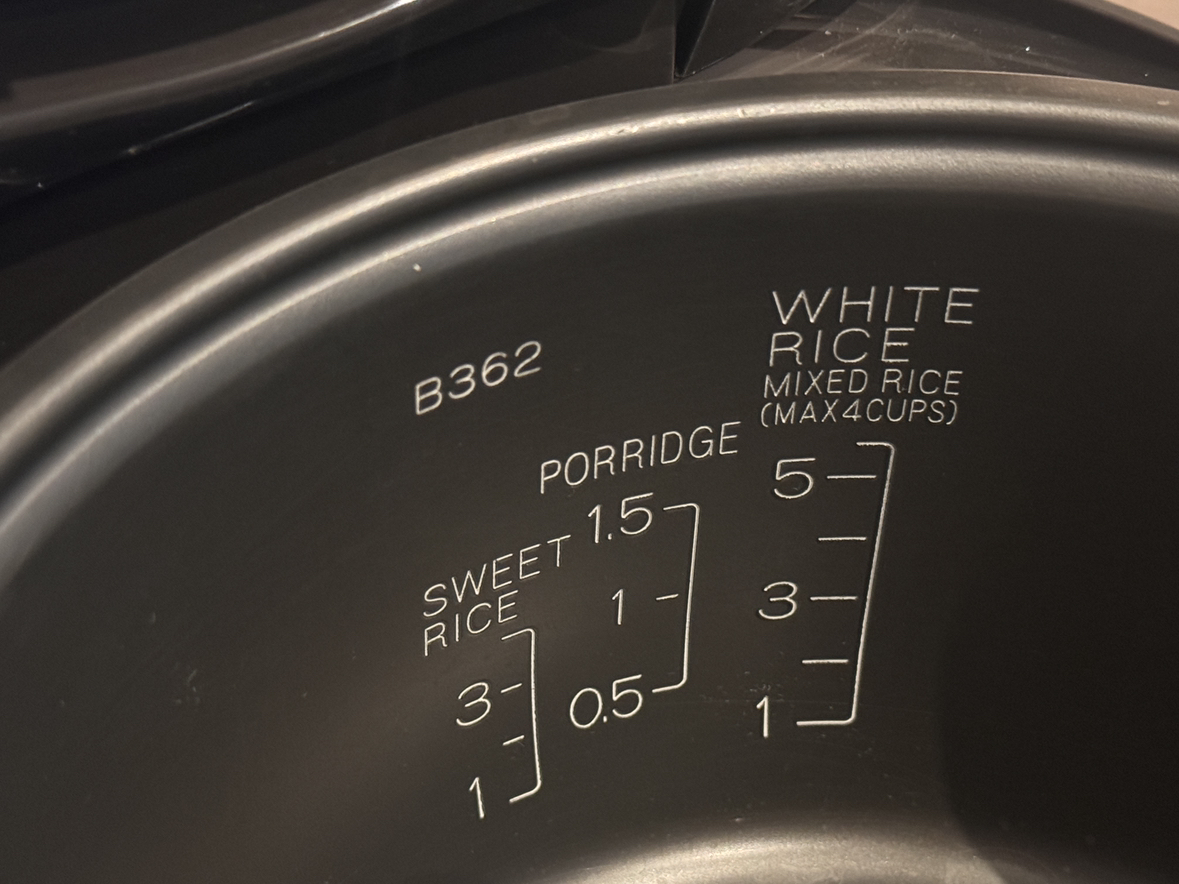 B362
WHITE
RICE
MIXED RICE
(MAX4CUPS)
5
3
1
PORRIDGE
1.5
1
0.5
SWEET
RICE
3
1